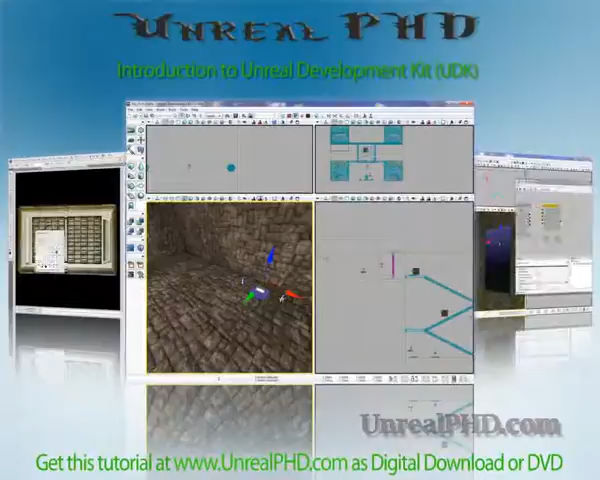 Unreal PHD
Introduction to Unreal Development Kit (UDK)
UnrealPHD.com
Get this tutorial at www.UnrealPHD.com as Digital Download or DVD